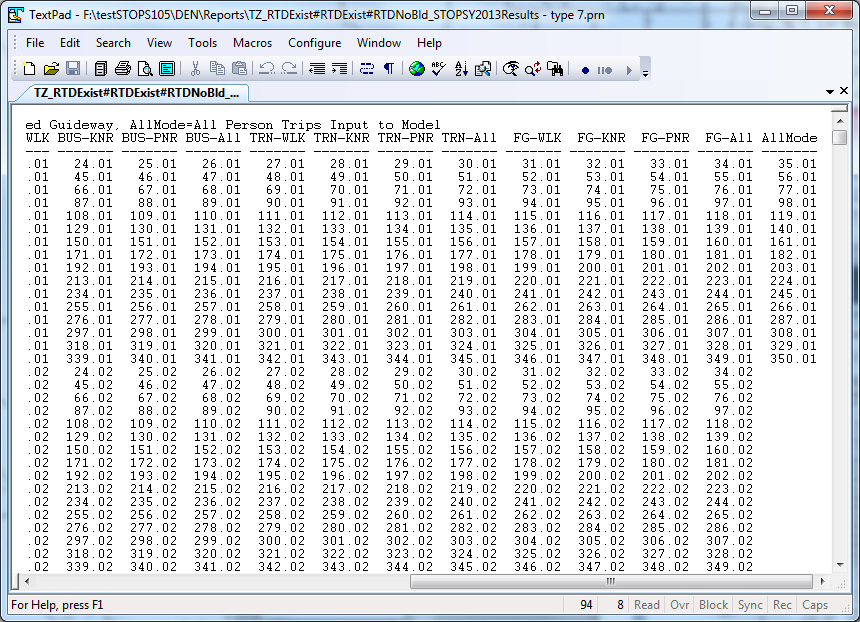 TextPad - F:\testSTOPS105\DEN\Reports\TZ_RTDExist#RTDExist#RTDNoBld_STOPSY2013Results - type 7.prn
File Edit Search View Tools Macros Configure Window Help
TZ_RTDExist#RTDExist#RTDNoBld_...
ed Guideway, AllMode=All Person Trips Input to Model
WLK BUS-KNR BUS-PNR BUS-All TRN-WLK TRN-KNR TRN-PNR TRN-All FG-WLK FG-KNR FG-PNR FG-All AllMode
--- ------- ------- ------- ------- ------- ------- ------- ------- ------- ------- ------- -------
.01 24.01 25.01 26.01 27.01 28.01 29.01 30.01 31.01 32.01 33.01 34.01 35.01
.01 45.01 46.01 47.01 48.01 49.01 50.01 51.01 52.01 53.01 54.01 55.01 56.01
.01 66.01 67.01 68.01 69.01 70.01 71.01 72.01 73.01 74.01 75.01 76.01 77.01
.01 87.01 88.01 89.01 90.01 91.01 92.01 93.01 94.01 95.01 96.01 97.01 98.01
.01 108.01 109.01 110.01 111.01 112.01 113.01 114.01 115.01 116.01 117.01 118.01 119.01
.01 129.01 130.01 131.01 132.01 133.01 134.01 135.01 136.01 137.01 138.01 139.01 140.01
.01 150.01 151.01 152.01 153.01 154.01 155.01 156.01 157.01 158.01 159.01 160.01 161.01
.01 171.01 172.01 173.01 174.01 175.01 176.01 177.01 178.01 179.01 180.01 181.01 182.01
.01 192.01 193.01 194.01 195.01 196.01 197.01 198.01 199.01 200.01 201.01 202.01 203.01
.01 213.01 214.01 215.01 216.01 217.01 218.01 219.01 220.01 221.01 222.01 223.01 224.01
.01 234.01 235.01 236.01 237.01 238.01 239.01 240.01 241.01 242.01 243.01 244.01 245.01
.01 255.01 256.01 257.01 258.01 259.01 260.01 261.01 262.01 263.01 264.01 265.01 266.01
.01 276.01 277.01 278.01 279.01 280.01 281.01 282.01 283.01 284.01 285.01 286.01 287.01
.01 297.01 298.01 299.01 300.01 301.01 302.01 303.01 304.01 305.01 306.01 307.01 308.01
.01 318.01 319.01 320.01 321.01 322.01 323.01 324.01 325.01 326.01 327.01 328.01 329.01
.01 339.01 340.01 341.01 342.01 343.01 344.01 345.01 346.01 347.01 348.01 349.01 350.01
.02 24.02 25.02 26.02 27.02 28.02 29.02 30.02 31.02 32.02 33.02 34.02
.02 45.02 46.02 47.02 48.02 49.02 50.02 51.02 52.02 53.02 54.02 55.02
.02 66.02 67.02 68.02 69.02 70.02 71.02 72.02 73.02 74.02 75.02 76.02
.02 87.02 88.02 89.02 90.02 91.02 92.02 93.02 94.02 95.02 96.02 97.02
.02 108.02 109.02 110.02 111.02 112.02 113.02 114.02 115.02 116.02 117.02 118.02
.02 129.02 130.02 131.02 132.02 133.02 134.02 135.02 136.02 137.02 138.02 139.02
.02 150.02 151.02 152.02 153.02 154.02 155.02 156.02 157.02 158.02 159.02 160.02
.02 171.02 172.02 173.02 174.02 175.02 176.02 177.02 178.02 179.02 180.02 181.02
.02 192.02 193.02 194.02 195.02 196.02 197.02 198.02 199.02 200.02 201.02 202.02
.02 213.02 214.02 215.02 216.02 217.02 218.02 219.02 220.02 221.02 222.02 223.02
.02 234.02 235.02 236.02 237.02 238.02 239.02 240.02 241.02 242.02 243.02 244.02
.02 255.02 256.02 257.02 258.02 259.02 260.02 261.02 262.02 263.02 264.02 265.02
.02 276.02 277.02 278.02 279.02 280.02 281.02 282.02 283.02 284.02 285.02 286.02
.02 297.02 298.02 299.02 300.02 301.02 302.02 303.02 304.02 305.02 306.02 307.02
.02 318.02 319.02 320.02 321.02 322.02 323.02 324.02 325.02 326.02 327.02 328.02
.02 339.02 340.02 341.02 342.02 343.02 344.02 345.02 346.02 347.02 348.02 349.02
For Help, press F1 94 8 Read Ovr Block Sync Rec Caps